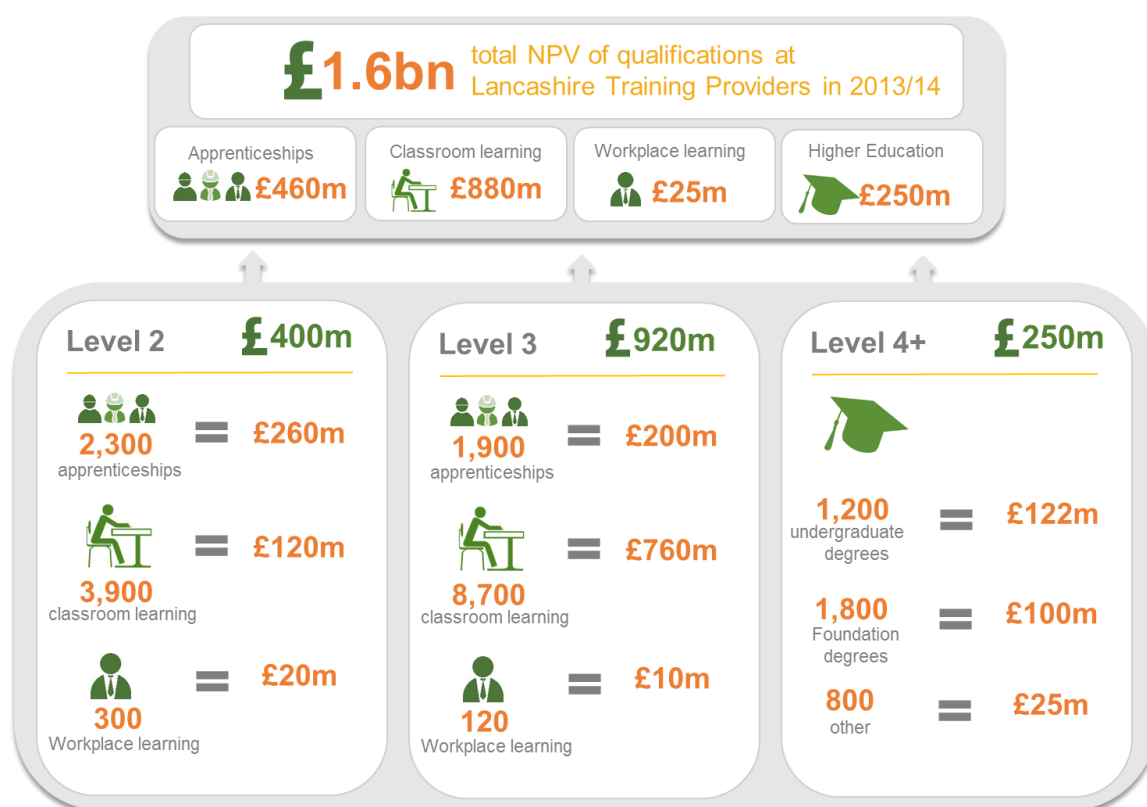 £1.6bn total NPV of qualifications at
Lancashire Training Providers in 2013/14
Apprenticeships
£460m
Classroom learning
£880m
Workplace learning
£25m
Higher Education
£250m
Level 2 £400m
2,300 = £260m
apprenticeships
= £120m
3,900
classroom learning
= £20m
300
Workplace learning
Level 3 £920m
1,900 = £200m
apprenticeships
= £760m
8,700
classroom learning
= £10m
120
Workplace learning
Level 4+ £250m
1,200 = £122m
undergraduate
degrees
1,800 = £100m
Foundation
degrees
800 = £25m
other